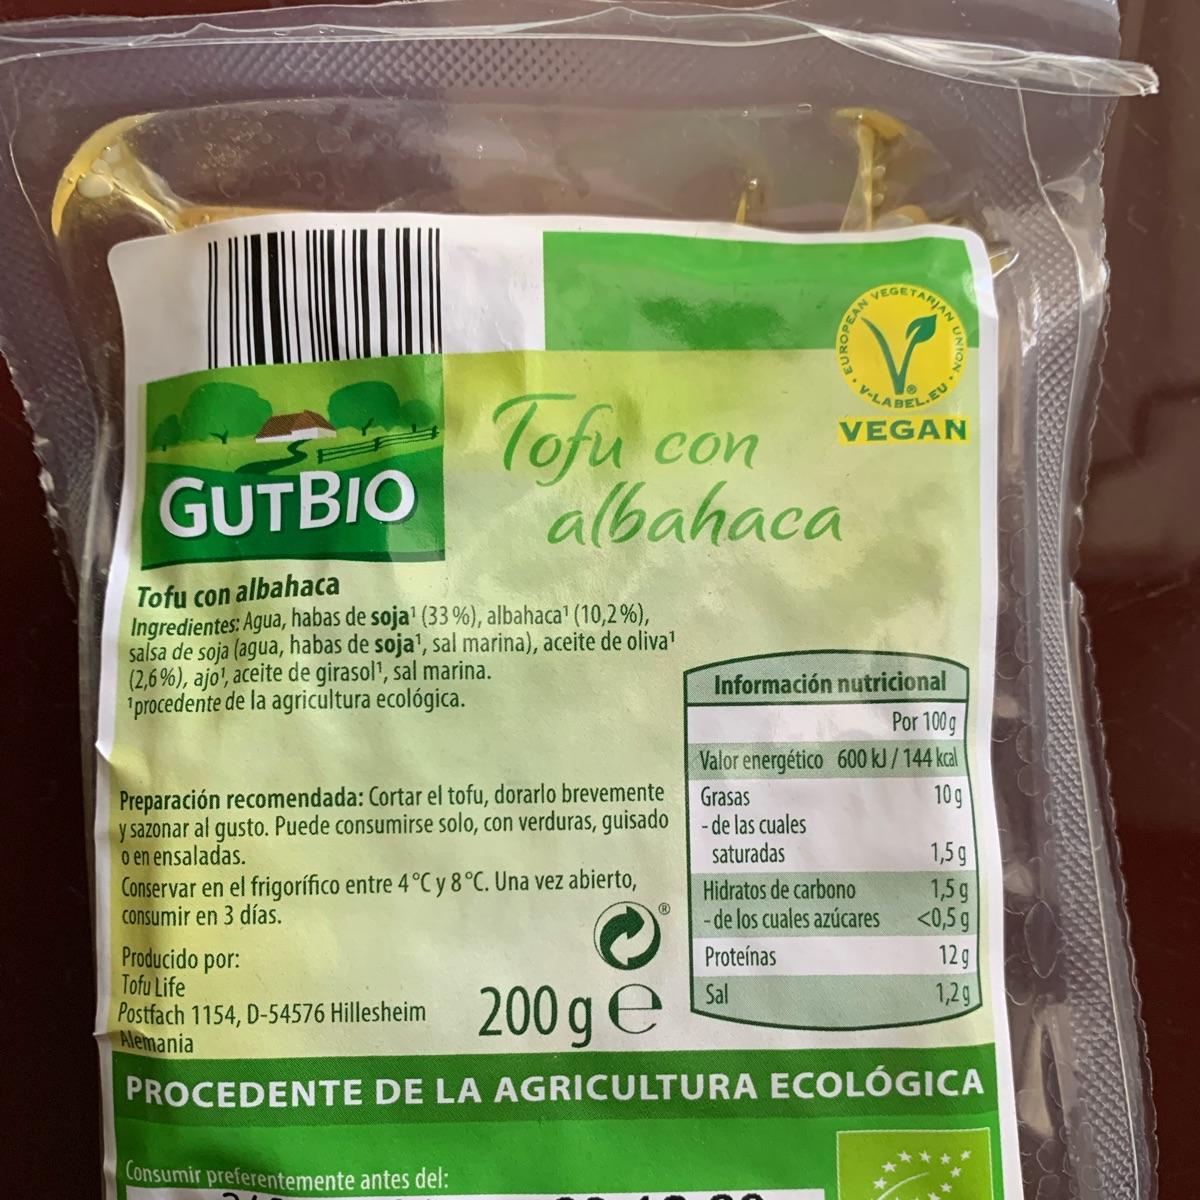 EUROPEAN VEGETARIAN UNION
V-LABEL.EU
VEGAN
GUTBIO
Tofu con
albahaca
Tofu con albahaca
Ingredientes: Agua, habas de soja¹ (33%), albahaca¹ (10,2%),
salsa de soja (agua, habas de soja¹, sal marina), aceite de oliva¹
(2,6%), ajo¹, aceite de girasol¹, sal marina.
¹procedente de la agricultura ecológica.
Preparación recomendada: Cortar el tofu, dorarlo brevemente
y sazonar al gusto. Puede consumirse solo, con verduras, guisado
o en ensaladas.
Conservar en el frigorífico entre 4°C y 8°C. Una vez abierto,
consumir en 3 días.
Producido por:
Tofu Life
Postfach 1154, D-54576 Hillesheim
Alemania
200 g e
Información nutricional
Por 100 g
Valor energético 600 kJ / 144 kcal
Grasas 10 g
- de las cuales
saturadas 1,5 g
Hidratos de carbono 1,5 g
- de los cuales azúcares <0,5 g
Proteínas 12 g
Sal 1,2 g
PROCEDENTE DE LA AGRICULTURA ECOLÓGICA
Consumir preferentemente antes del: